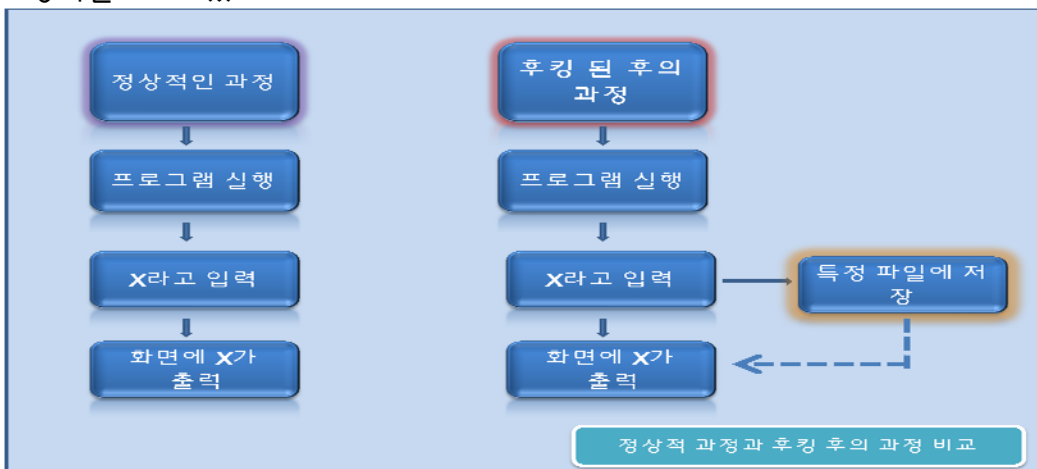 정상적인 과정
프로그램 실행
X라고 입력
화면에 X가
출력
후킹 된 후의
과정
프로그램 실행
X라고 입력
특정 파일에 저
장
화면에 X가
출력
정상적 과정과 후킹 후의 과정 비교